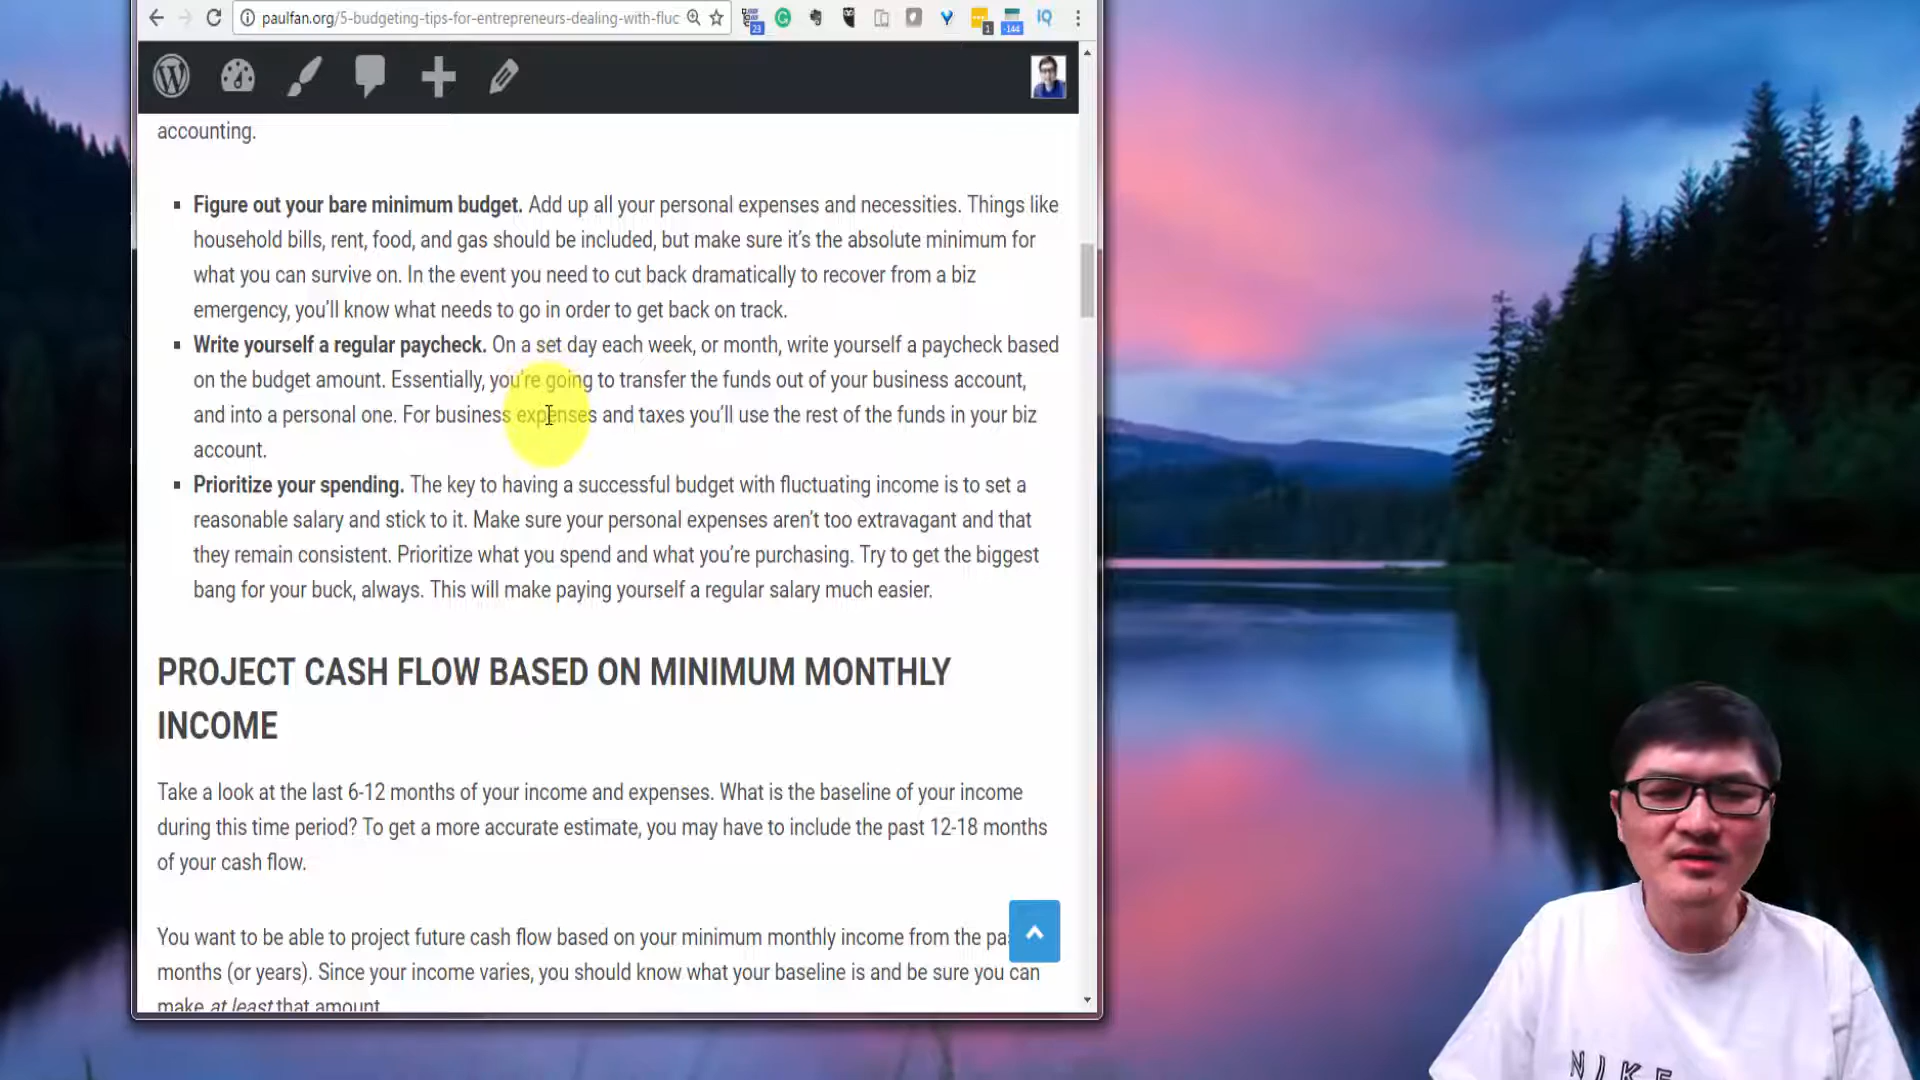 paulfan.org/5-budgeting-tips-for-entrepreneurs-dealing-with-fluc
23
1
-144
IQ
accounting.
▪ Figure out your bare minimum budget. Add up all your personal expenses and necessities. Things like
household bills, rent, food, and gas should be included, but make sure it’s the absolute minimum for
what you can survive on. In the event you need to cut back dramatically to recover from a biz
emergency, you’ll know what needs to go in order to get back on track.
▪ Write yourself a regular paycheck. On a set day each week, or month, write yourself a paycheck based
on the budget amount. Essentially, you’re going to transfer the funds out of your business account,
and into a personal one. For business expenses and taxes you’ll use the rest of the funds in your biz
account.
▪ Prioritize your spending. The key to having a successful budget with fluctuating income is to set a
reasonable salary and stick to it. Make sure your personal expenses aren’t too extravagant and that
they remain consistent. Prioritize what you spend and what you’re purchasing. Try to get the biggest
bang for your buck, always. This will make paying yourself a regular salary much easier.
PROJECT CASH FLOW BASED ON MINIMUM MONTHLY
INCOME
Take a look at the last 6-12 months of your income and expenses. What is the baseline of your income
during this time period? To get a more accurate estimate, you may have to include the past 12-18 months
of your cash flow.
You want to be able to project future cash flow based on your minimum monthly income from the pa
months (or years). Since your income varies, you should know what your baseline is and be sure you can
make at least that amount.
NIKE